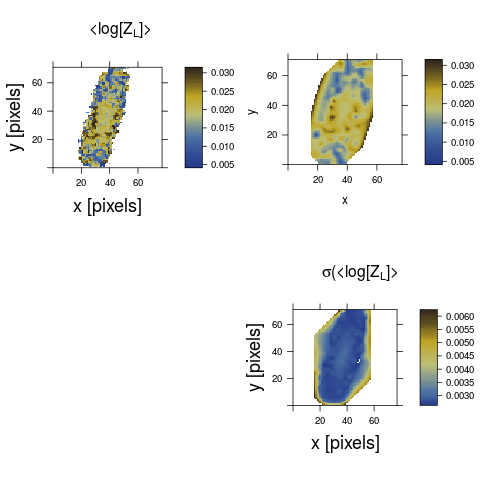 <log[Z_L]>
60
40
20
20 40 60
y [pixels]
x [pixels]
0.030
0.025
0.020
0.015
0.010
0.005
60
40
20
20 40 60
y
x
0.030
0.025
0.020
0.015
0.010
0.005
σ(<log[Z_L]>
60
40
20
20 40 60
y [pixels]
x [pixels]
0.0060
0.0055
0.0050
0.0045
0.0040
0.0035
0.0030